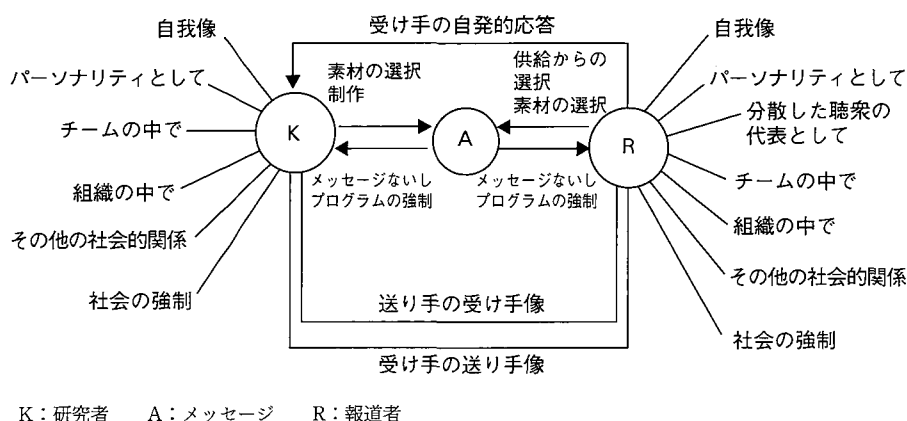 受け手の自発的応答
自我像
パーソナリティとして
チームの中で
組織の中で
その他の社会的関係
社会の強制
K
素材の選択
制作
A
メッセージないし
プログラムの強制
供給からの
選択
素材の選択
メッセージないし
プログラムの強制
R
自我像
パーソナリティとして
分散した聴衆の
代表として
チームの中で
組織の中で
その他の社会的関係
社会の強制
送り手の受け手像
受け手の送り手像
K：研究者　A：メッセージ　R：報道者